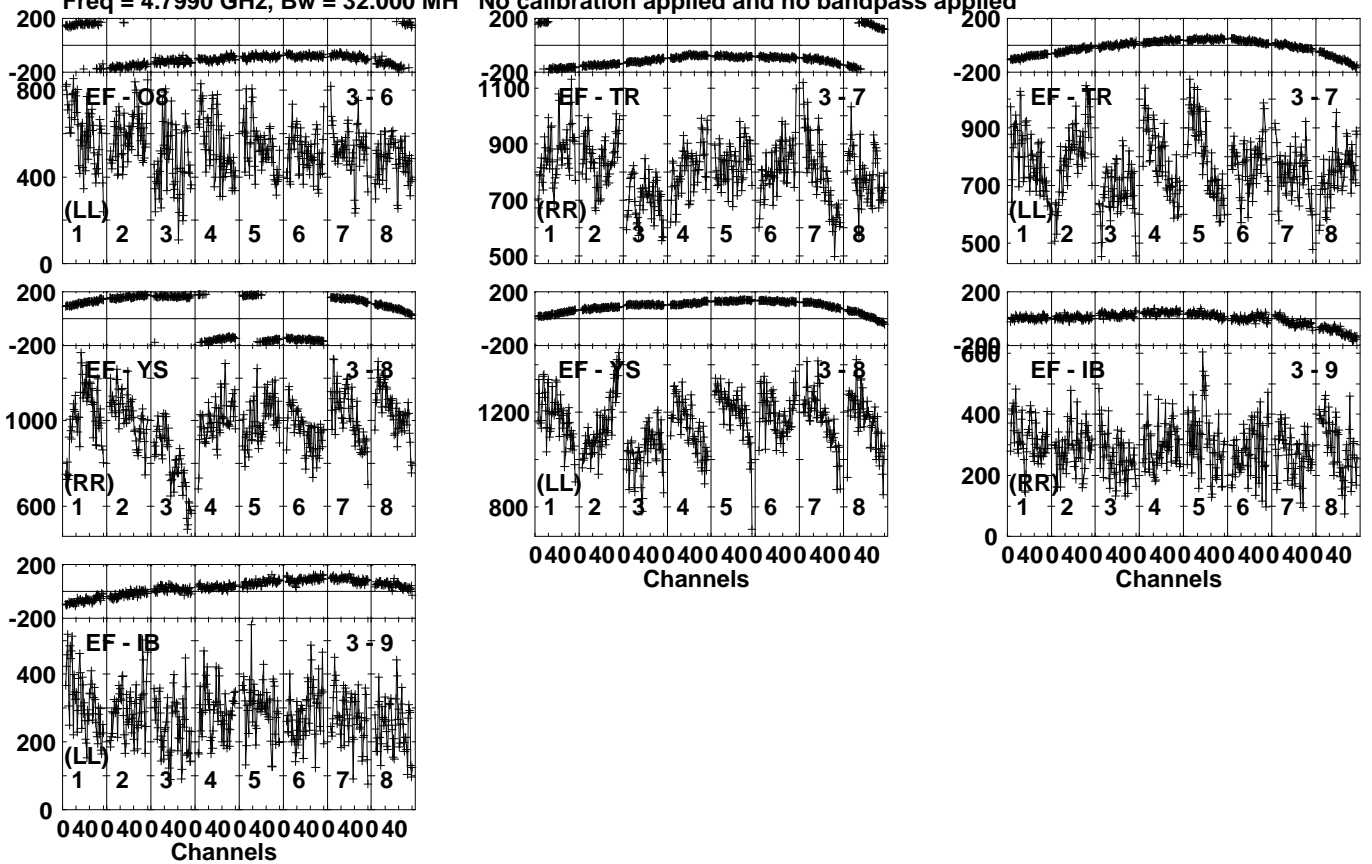 Freq = 4.7990 GHz, Bw = 32.000 MH No calibration applied and no bandpass applied
200
-200
800
400
0
EF - O8 3 - 6
(LL)
1 2 3 4 5 6 7 8
200
-200
1100
900
700
500
EF - TR 3 - 7
(RR)
1 2 3 4 5 6 7 8
200
-200
900
700
500
EF - TR 3 - 7
(LL)
1 2 3 4 5 6 7 8
200
-200
1000
600
EF - YS 3 - 8
(RR)
1 2 3 4 5 6 7 8
200
-200
1200
800
EF - YS 3 - 8
(LL)
1 2 3 4 5 6 7 8
0 40 0 40 0 40 0 40 0 40 0 40 0 40 0 40
Channels
200
-200
600
400
200
0
EF - IB 3 - 9
(RR)
1 2 3 4 5 6 7 8
0 40 0 40 0 40 0 40 0 40 0 40 0 40 0 40
Channels
200
-200
400
200
0
EF - IB 3 - 9
(LL)
1 2 3 4 5 6 7 8
0 40 0 40 0 40 0 40 0 40 0 40 0 40 0 40
Channels